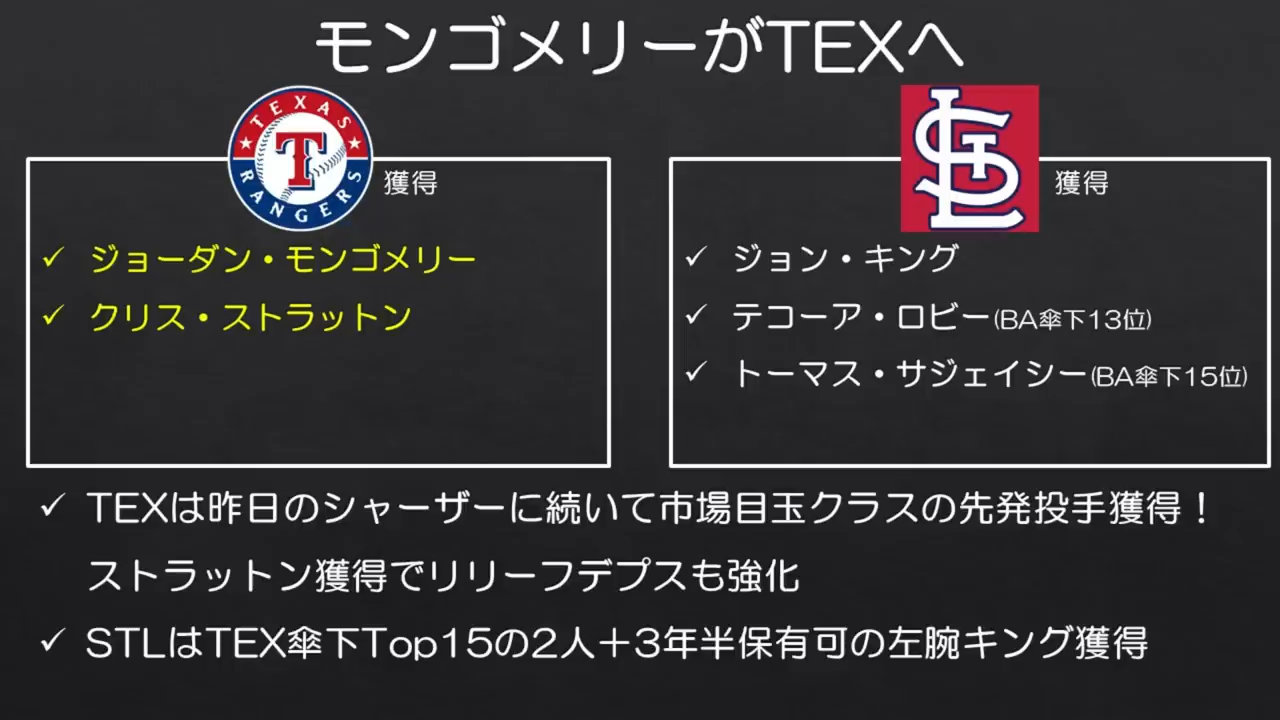 モンゴメリーがTEXへ
TEXAS
T
RANGERS
獲得
✓ ジョーダン・モンゴメリー
✓ クリス・ストラットン
STL
獲得
✓ ジョン・キング
✓ テコーア・ロビー(BA傘下13位)
✓ トーマス・サジェイシー(BA傘下15位)
✓ TEXは昨日のシャーザーに続いて市場目玉クラスの先発投手獲得！
ストラットン獲得でリリーフデプスも強化
✓ STLはTEX傘下Top15の2人＋3年半保有可の左腕キング獲得